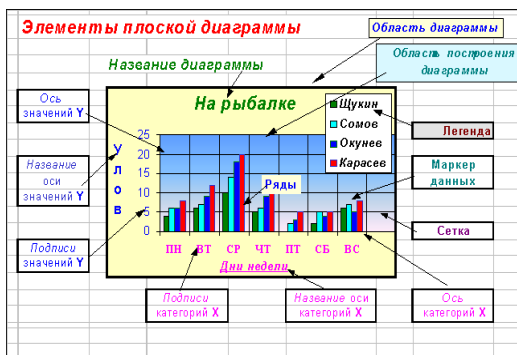 Элементы плоской диаграммы
Область диаграммы
Название диаграммы
Область построения
диаграммы
На рыбалке
Щукин
Сомов
Окунев
Карасев
Ось
значений Y
Легенда
Название
оси
значений Y
Улов
25
20
15
10
5
0
Ряды
Маркер
данных
Сетка
Подписи
значений Y
ПН ВТ СР ЧТ ПТ СБ ВС
Дни недели
Подписи
категорий X
Название оси
категорий X
Ось
категорий X